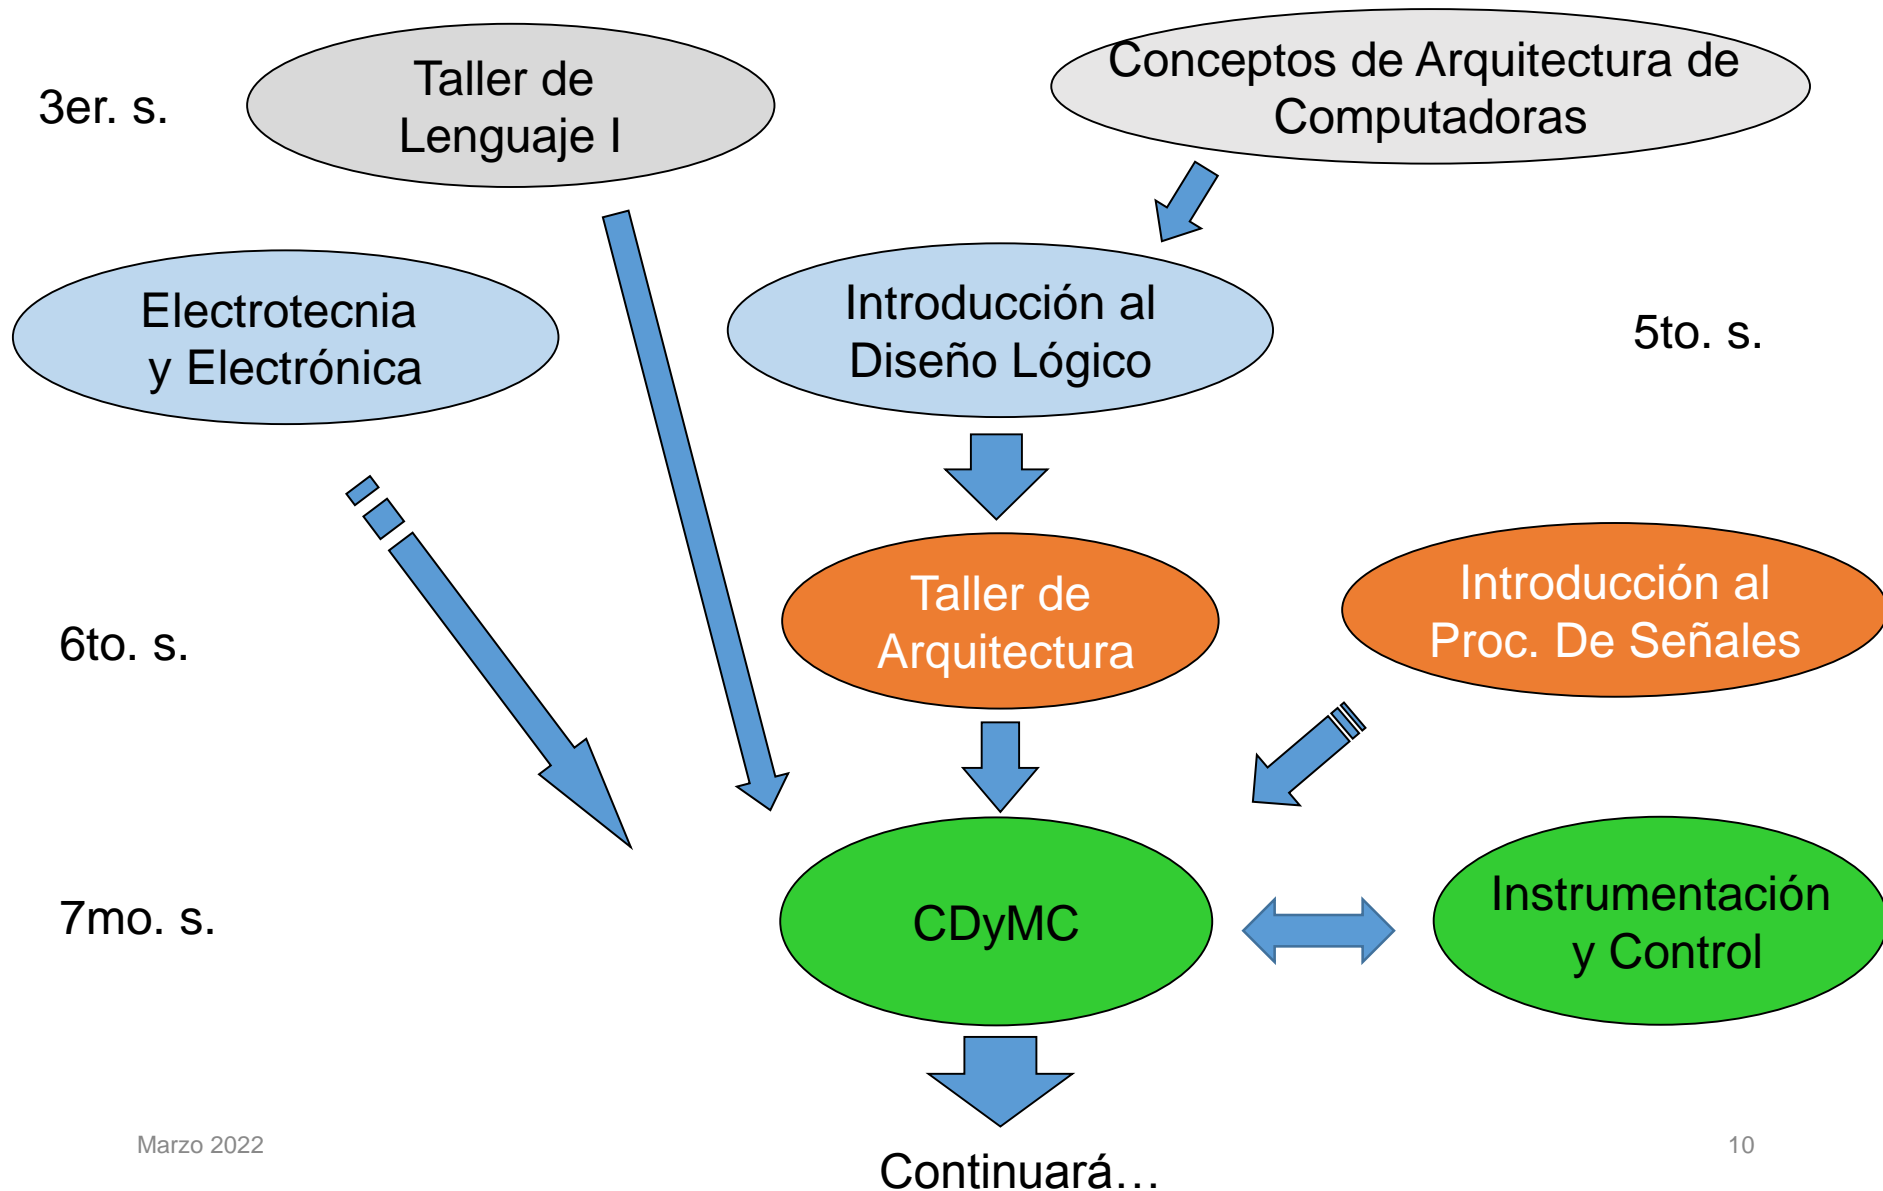 3er. s.
Taller de
Lenguaje I
Conceptos de Arquitectura de
Computadoras
Electrotecnia
y Electrónica
Introducción al
Diseño Lógico
5to. s.
6to. s.
Taller de
Arquitectura
Introducción al
Proc. De Señales
7mo. s.
CDyMC
Instrumentación
y Control
Marzo 2022
Continuará…
10